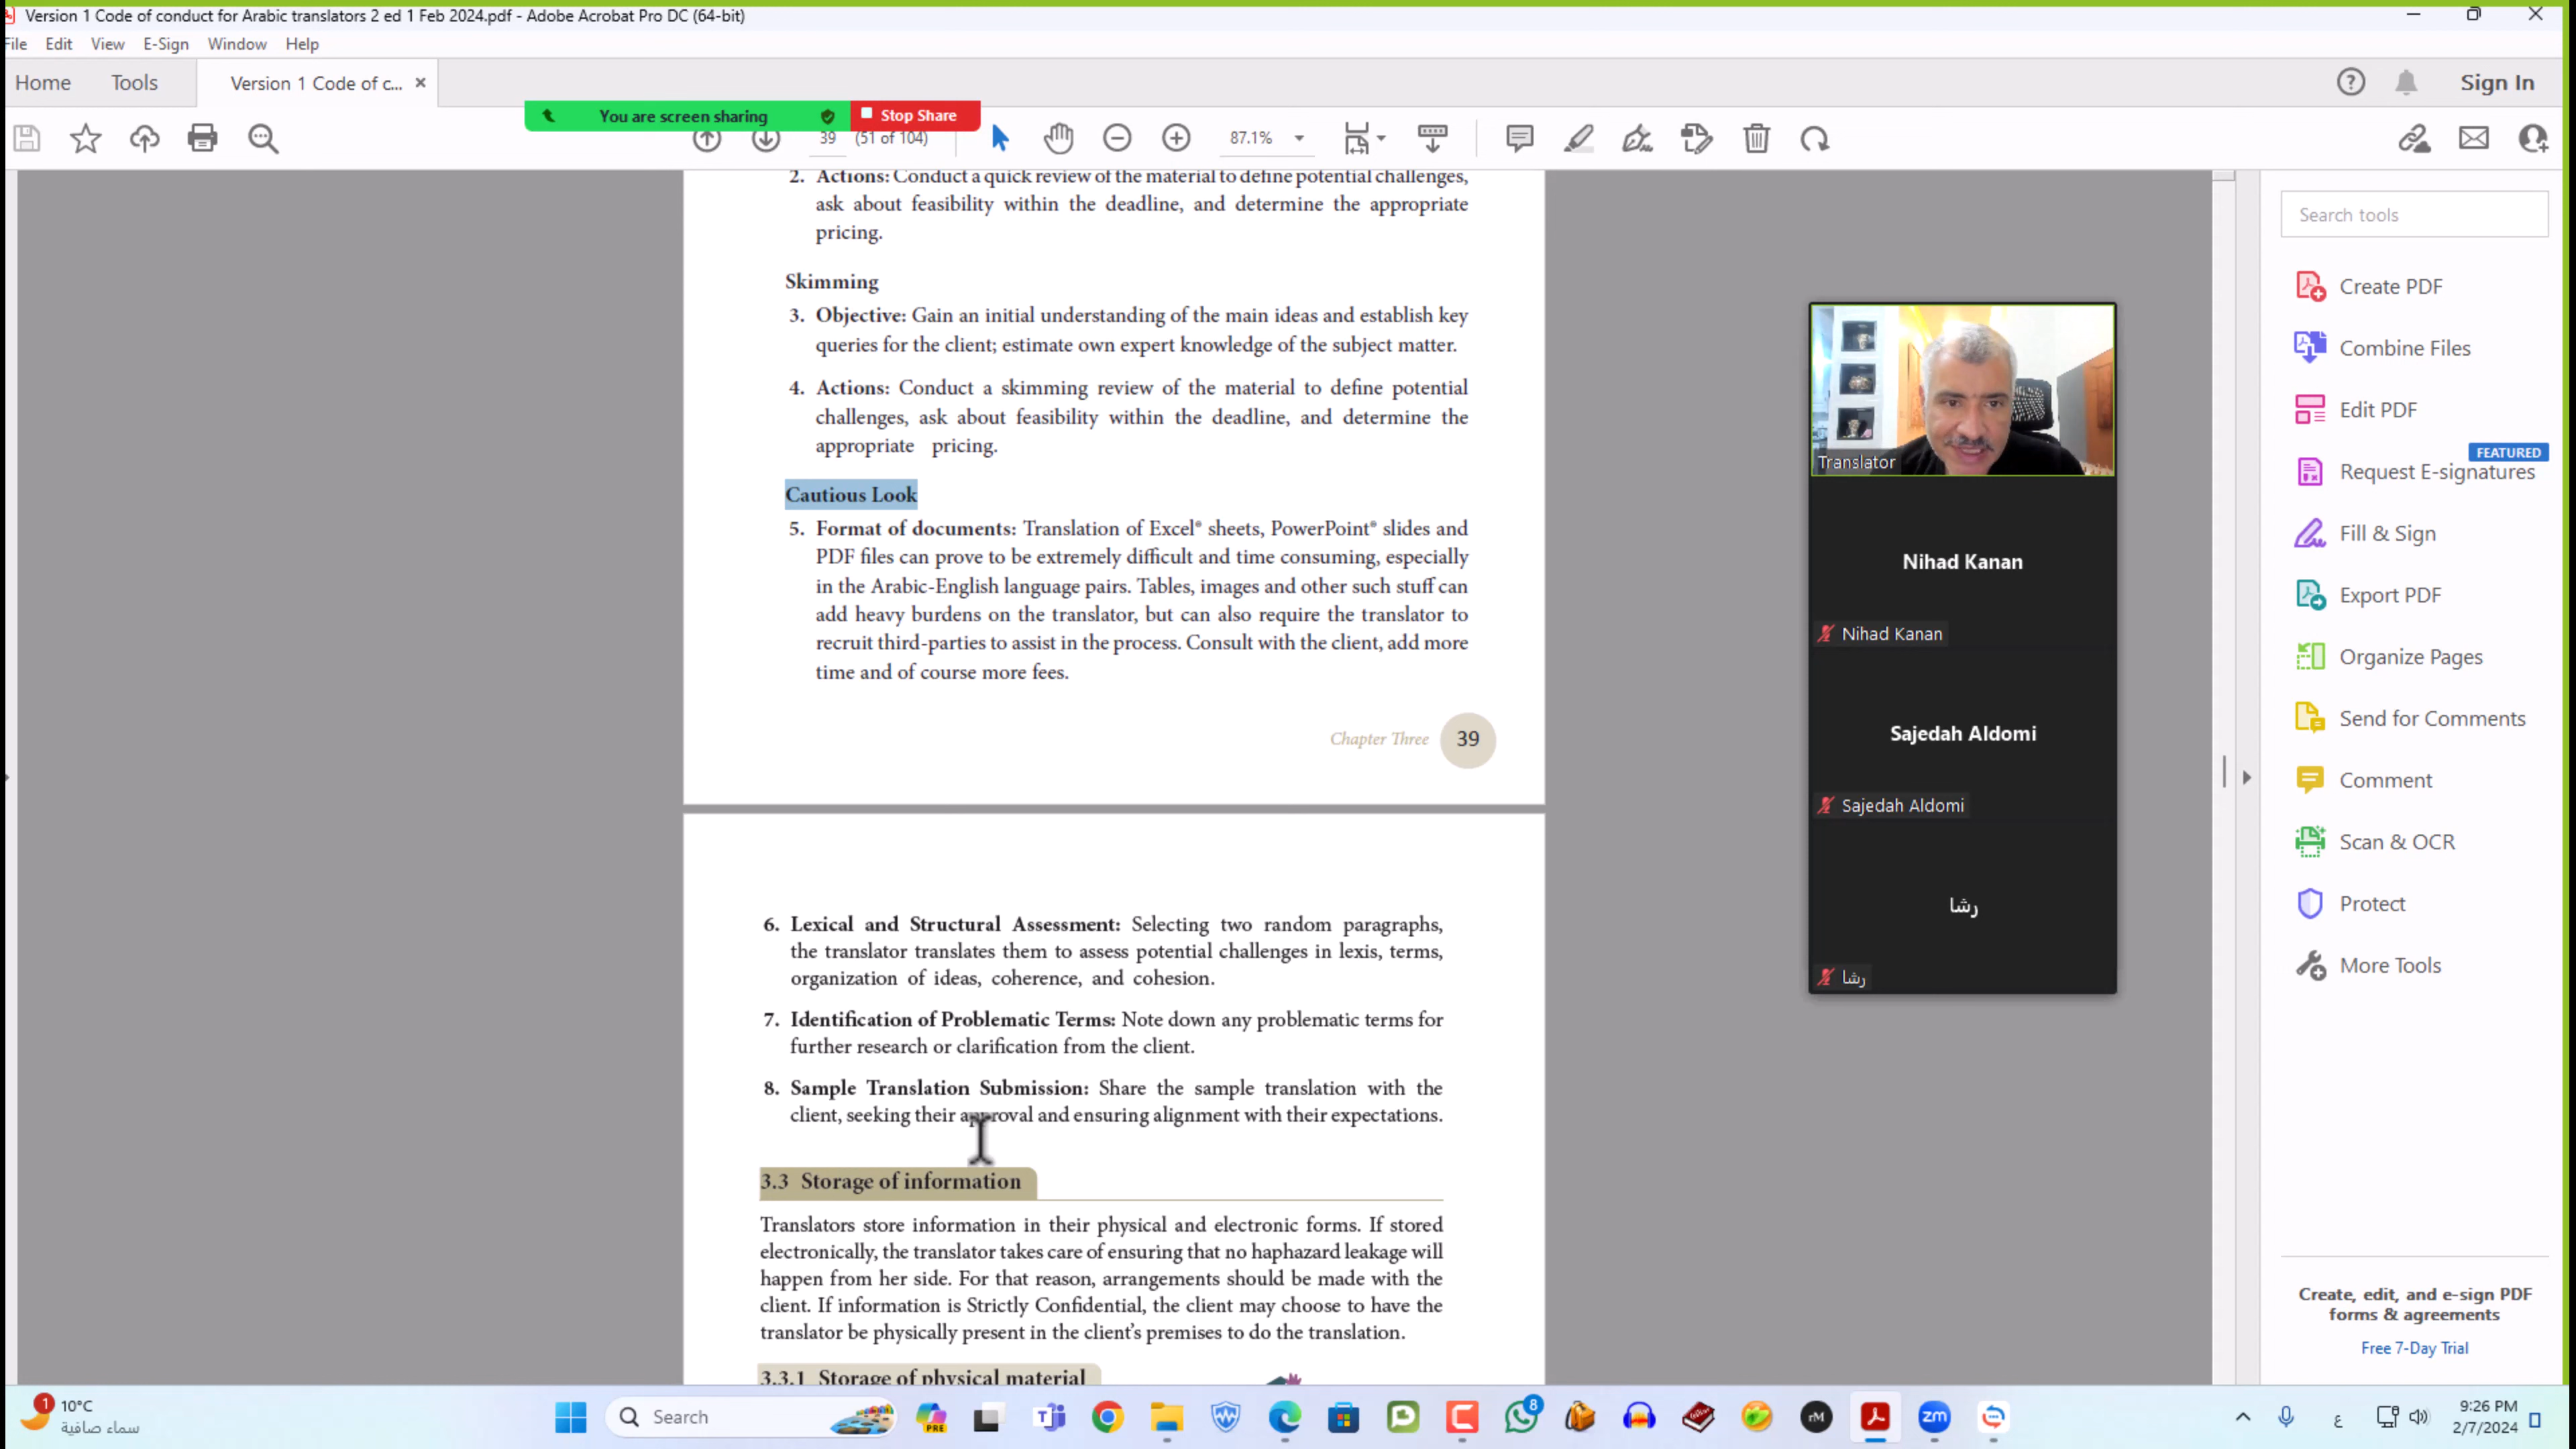 Version 1 Code of conduct for Arabic translators 2 ed 1 Feb 2024.pdf - Adobe Acrobat Pro DC (64-bit)
File Edit View E-Sign Window Help
Home Tools Version 1 Code of c... × Sign In
You are screen sharing Stop Share
39 (51 of 104) 87.1%
2. Actions: Conduct a quick review of the material to define potential challenges,
ask about feasibility within the deadline, and determine the appropriate
pricing.
Skimming
3. Objective: Gain an initial understanding of the main ideas and establish key
queries for the client; estimate own expert knowledge of the subject matter.
4. Actions: Conduct a skimming review of the material to define potential
challenges, ask about feasibility within the deadline, and determine the
appropriate pricing.
Cautious Look
5. Format of documents: Translation of Excel® sheets, PowerPoint® slides and
PDF files can prove to be extremely difficult and time consuming, especially
in the Arabic-English language pairs. Tables, images and other such stuff can
add heavy burdens on the translator, but can also require the translator to
recruit third-parties to assist in the process. Consult with the client, add more
time and of course more fees.
Chapter Three 39
6. Lexical and Structural Assessment: Selecting two random paragraphs,
the translator translates them to assess potential challenges in lexis, terms,
organization of ideas, coherence, and cohesion.
7. Identification of Problematic Terms: Note down any problematic terms for
further research or clarification from the client.
8. Sample Translation Submission: Share the sample translation with the
client, seeking their approval and ensuring alignment with their expectations.
3.3 Storage of information
Translators store information in their physical and electronic forms. If stored
electronically, the translator takes care of ensuring that no haphazard leakage will
happen from her side. For that reason, arrangements should be made with the
client. If information is Strictly Confidential, the client may choose to have the
translator be physically present in the client's premises to do the translation.
3.3.1 Storage of physical material
Translator
Nihad Kanan
Nihad Kanan
Sajedah Aldomi
Sajedah Aldomi
رشا
رشا
Search tools
Create PDF
Combine Files
Edit PDF
FEATURED
Request E-signatures
Fill & Sign
Export PDF
Organize Pages
Send for Comments
Comment
Scan & OCR
Protect
More Tools
Create, edit, and e-sign PDF
forms & agreements
Free 7-Day Trial
1
10°C
سماء صافية
Search
PRE
8
rM
zm
ع
9:26 PM
2/7/2024